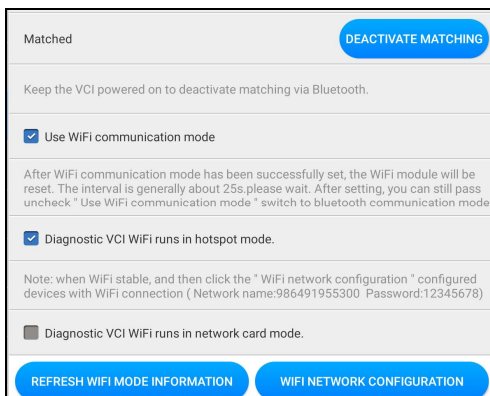 Matched
DEACTIVATE MATCHING
Keep the VCI powered on to deactivate matching via Bluetooth.
Use WiFi communication mode
After WiFi communication mode has been successfully set, the WiFi module will be
reset. The interval is generally about 25s.please wait. After setting, you can still pass
uncheck " Use WiFi communication mode " switch to bluetooth communication mode
Diagnostic VCI WiFi runs in hotspot mode.
Note: when WiFi stable, and then click the " WiFi network configuration " configured
devices with WiFi connection ( Network name:986491955300 Password:12345678)
Diagnostic VCI WiFi runs in network card mode.
REFRESH WIFI MODE INFORMATION
WIFI NETWORK CONFIGURATION